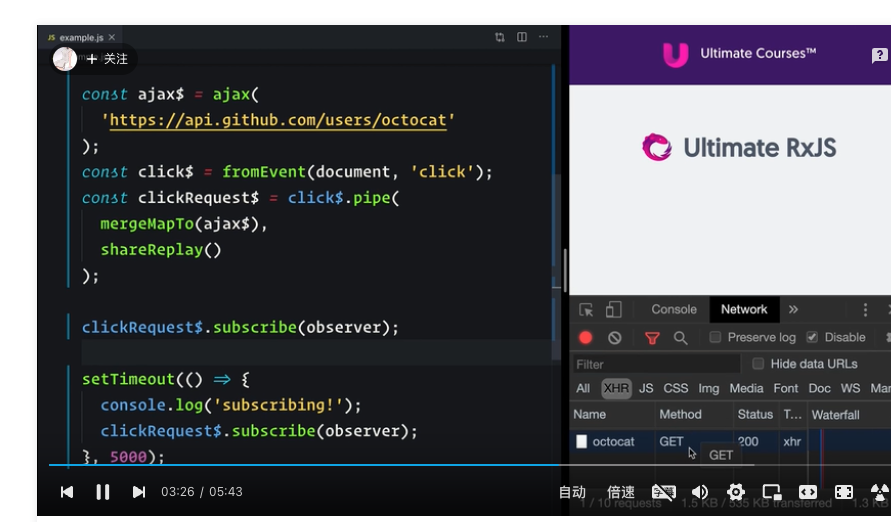 JS example.js ×
+ 关注
const ajax$ = ajax(
'https://api.github.com/users/octocat'
);
const click$ = fromEvent(document, 'click');
const clickRequest$ = click$.pipe(
mergeMapTo(ajax$),
shareReplay()
);
clickRequest$.subscribe(observer);
setTimeout(() => {
console.log('subscribing!');
clickRequest$.subscribe(observer);
}, 5000);
Ultimate Courses™
Ultimate RxJS
Console Network »
Preserve log Disable
Filter Hide data URLs
All XHR JS CSS Img Media Font Doc WS Man
Name Method Status T... Waterfall
octocat GET 200 xhr
GET
03:26 / 05:43
自动 倍速
1 / 10 requests 1.5 KB / 535 KB transferred 1.3 KB